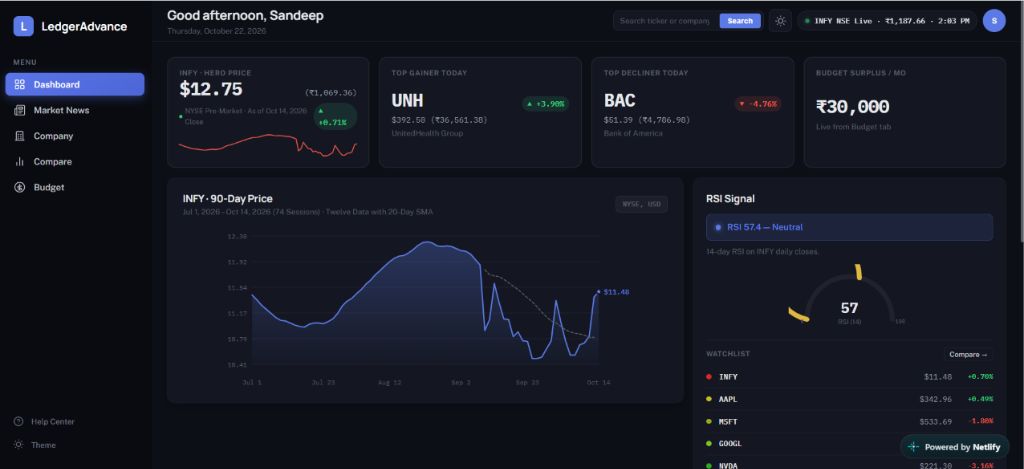 L LedgerAdvance
MENU
Dashboard
Market News
Company
Compare
Budget
Help Center
Theme
Good afternoon, Sandeep
Thursday, October 22, 2026
Search ticker or company
Search
INFY NSE Live · ₹1,187.66 · 2:03 PM
S
INFY · HERO PRICE
$12.75 (₹1,069.36)
NYSE Pre-Market · As of Oct 14, 2026
Close
▲
+0.71%
TOP GAINER TODAY
UNH
▲ +3.90%
$392.58 (₹36,561.38)
UnitedHealth Group
TOP DECLINER TODAY
BAC
▼ -4.76%
$51.39 (₹4,786.98)
Bank of America
BUDGET SURPLUS / MO
₹30,000
Live from Budget tab
INFY · 90-Day Price
Jul 1, 2026 - Oct 14, 2026 (74 Sessions) · Twelve Data with 20-Day SMA
NYSE, USD
12.30
11.92
11.54
11.17
10.79
10.41
$11.48
Jul 1 Jul 23 Aug 12 Sep 2 Sep 23 Oct 14
RSI Signal
RSI 57.4 — Neutral
14-day RSI on INFY daily closes.
57
RSI (14)
100
WATCHLIST
Compare →
INFY $11.48 +0.70%
AAPL $342.96 +0.49%
MSFT $533.69 -1.80%
GOOGL
NVDA $221.30 -3.16%
Powered by Netlify